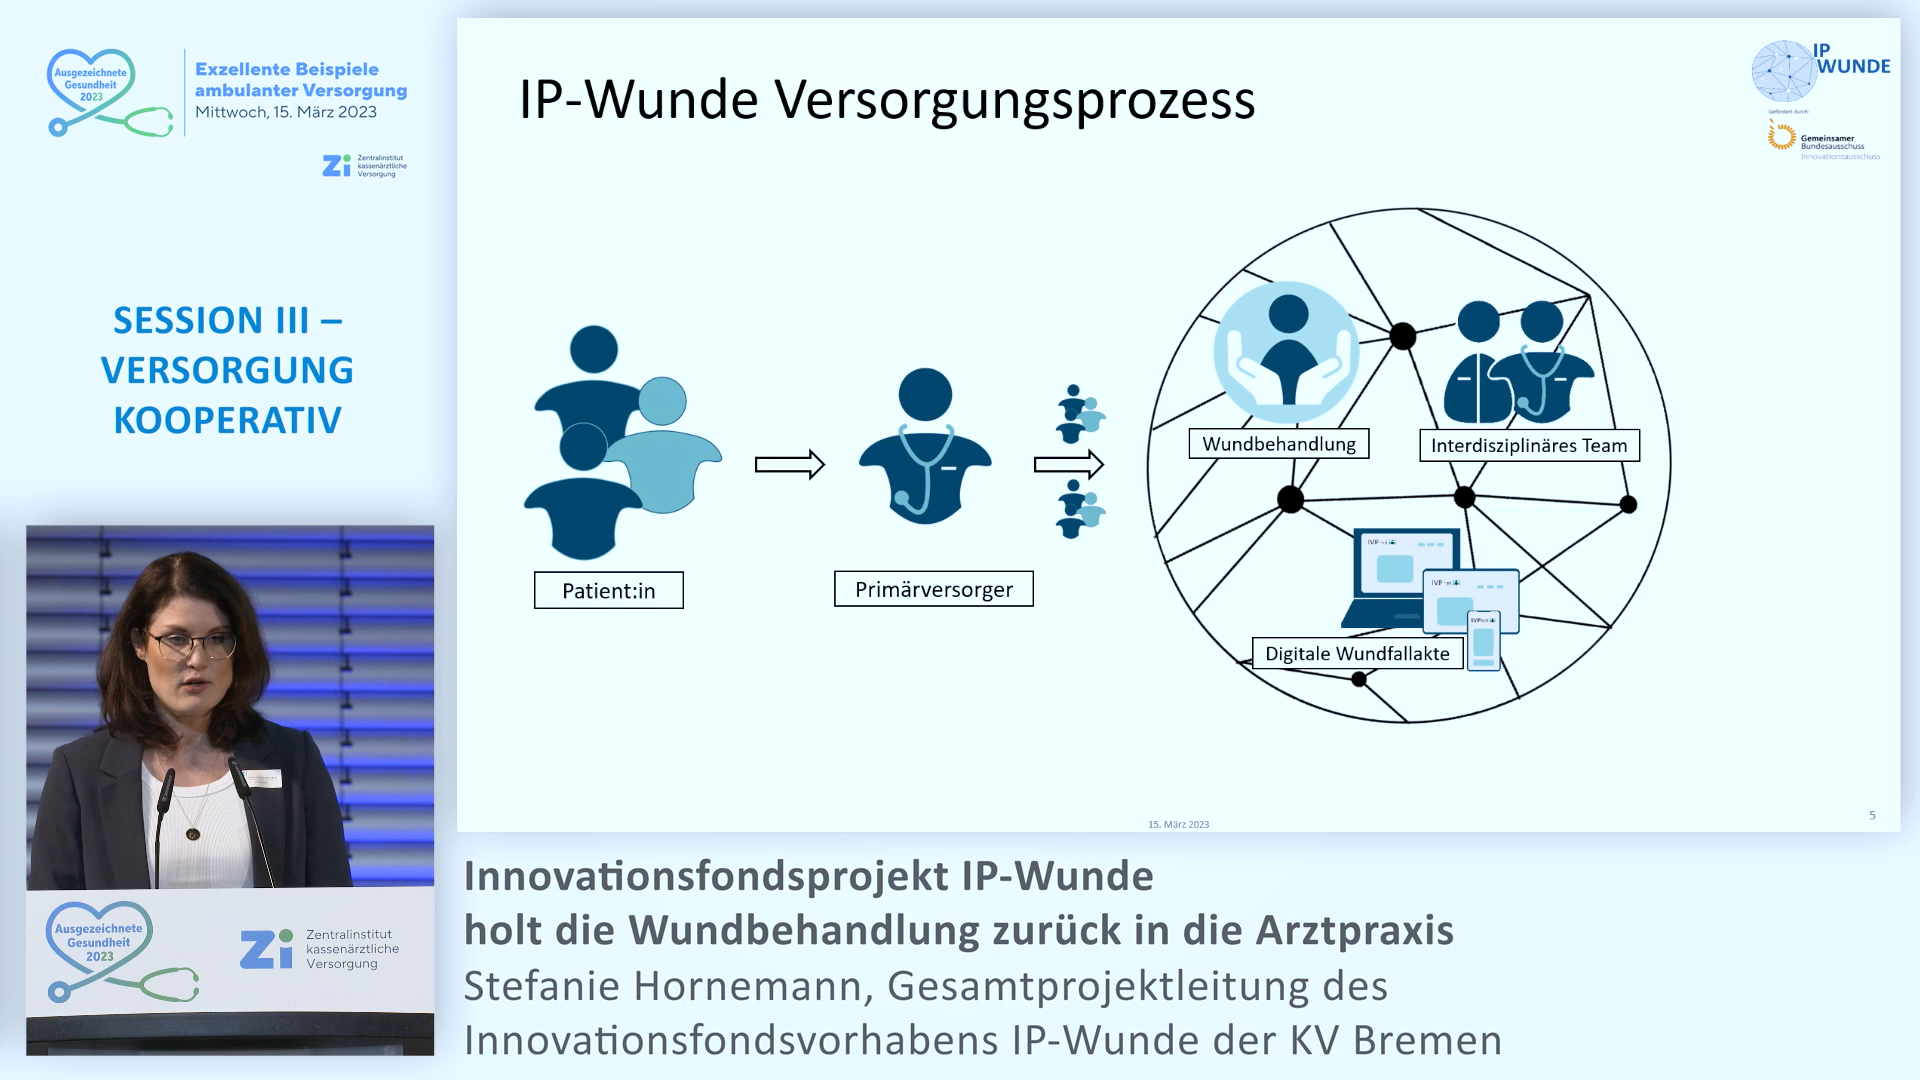 Ausgezeichnete
Gesundheit
2023
Exzellente Beispiele
ambulanter Versorgung
Mittwoch, 15. März 2023
Zi
Zentralinstitut
kassenärztliche
Versorgung
SESSION III –
VERSORGUNG
KOOPERATIV
IP-Wunde Versorgungsprozess
IP
WUNDE
Gefördert durch:
Gemeinsamer
Bundesausschuss
Innovationsausschuss
Wundbehandlung
Interdisziplinäres Team
Patient:in
Primärversorger
Digitale Wundfallakte
15. März 2023
5
Ausgezeichnete
Gesundheit
2023
Zi
Zentralinstitut
kassenärztliche
Versorgung
Innovationsfondsprojekt IP-Wunde
holt die Wundbehandlung zurück in die Arztpraxis
Stefanie Hornemann, Gesamtprojektleitung des
Innovationsfondsvorhabens IP-Wunde der KV Bremen